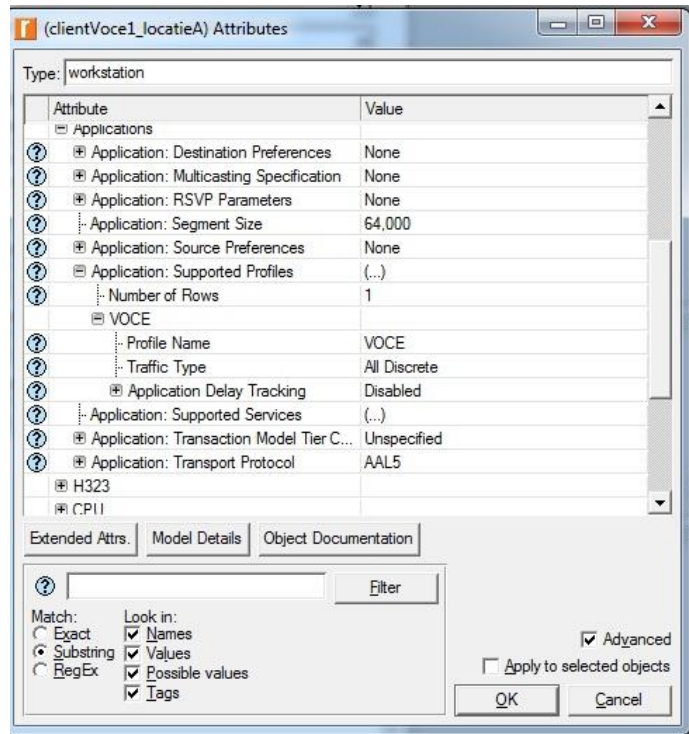 (clientVoce1_locatieA) Attributes
Type: workstation
Attribute Value
Applications
Application: Destination Preferences None
Application: Multicasting Specification None
Application: RSVP Parameters None
Application: Segment Size 64,000
Application: Source Preferences None
Application: Supported Profiles (...)
Number of Rows 1
VOCE
Profile Name VOCE
Traffic Type All Discrete
Application Delay Tracking Disabled
Application: Supported Services (...)
Application: Transaction Model Tier C... Unspecified
Application: Transport Protocol AAL5
H323
CPU
Extended Attrs. Model Details Object Documentation
Filter
Match: Look in:
Exact Names
Substring Values
RegEx Possible values
Tags
Advanced
Apply to selected objects
OK Cancel